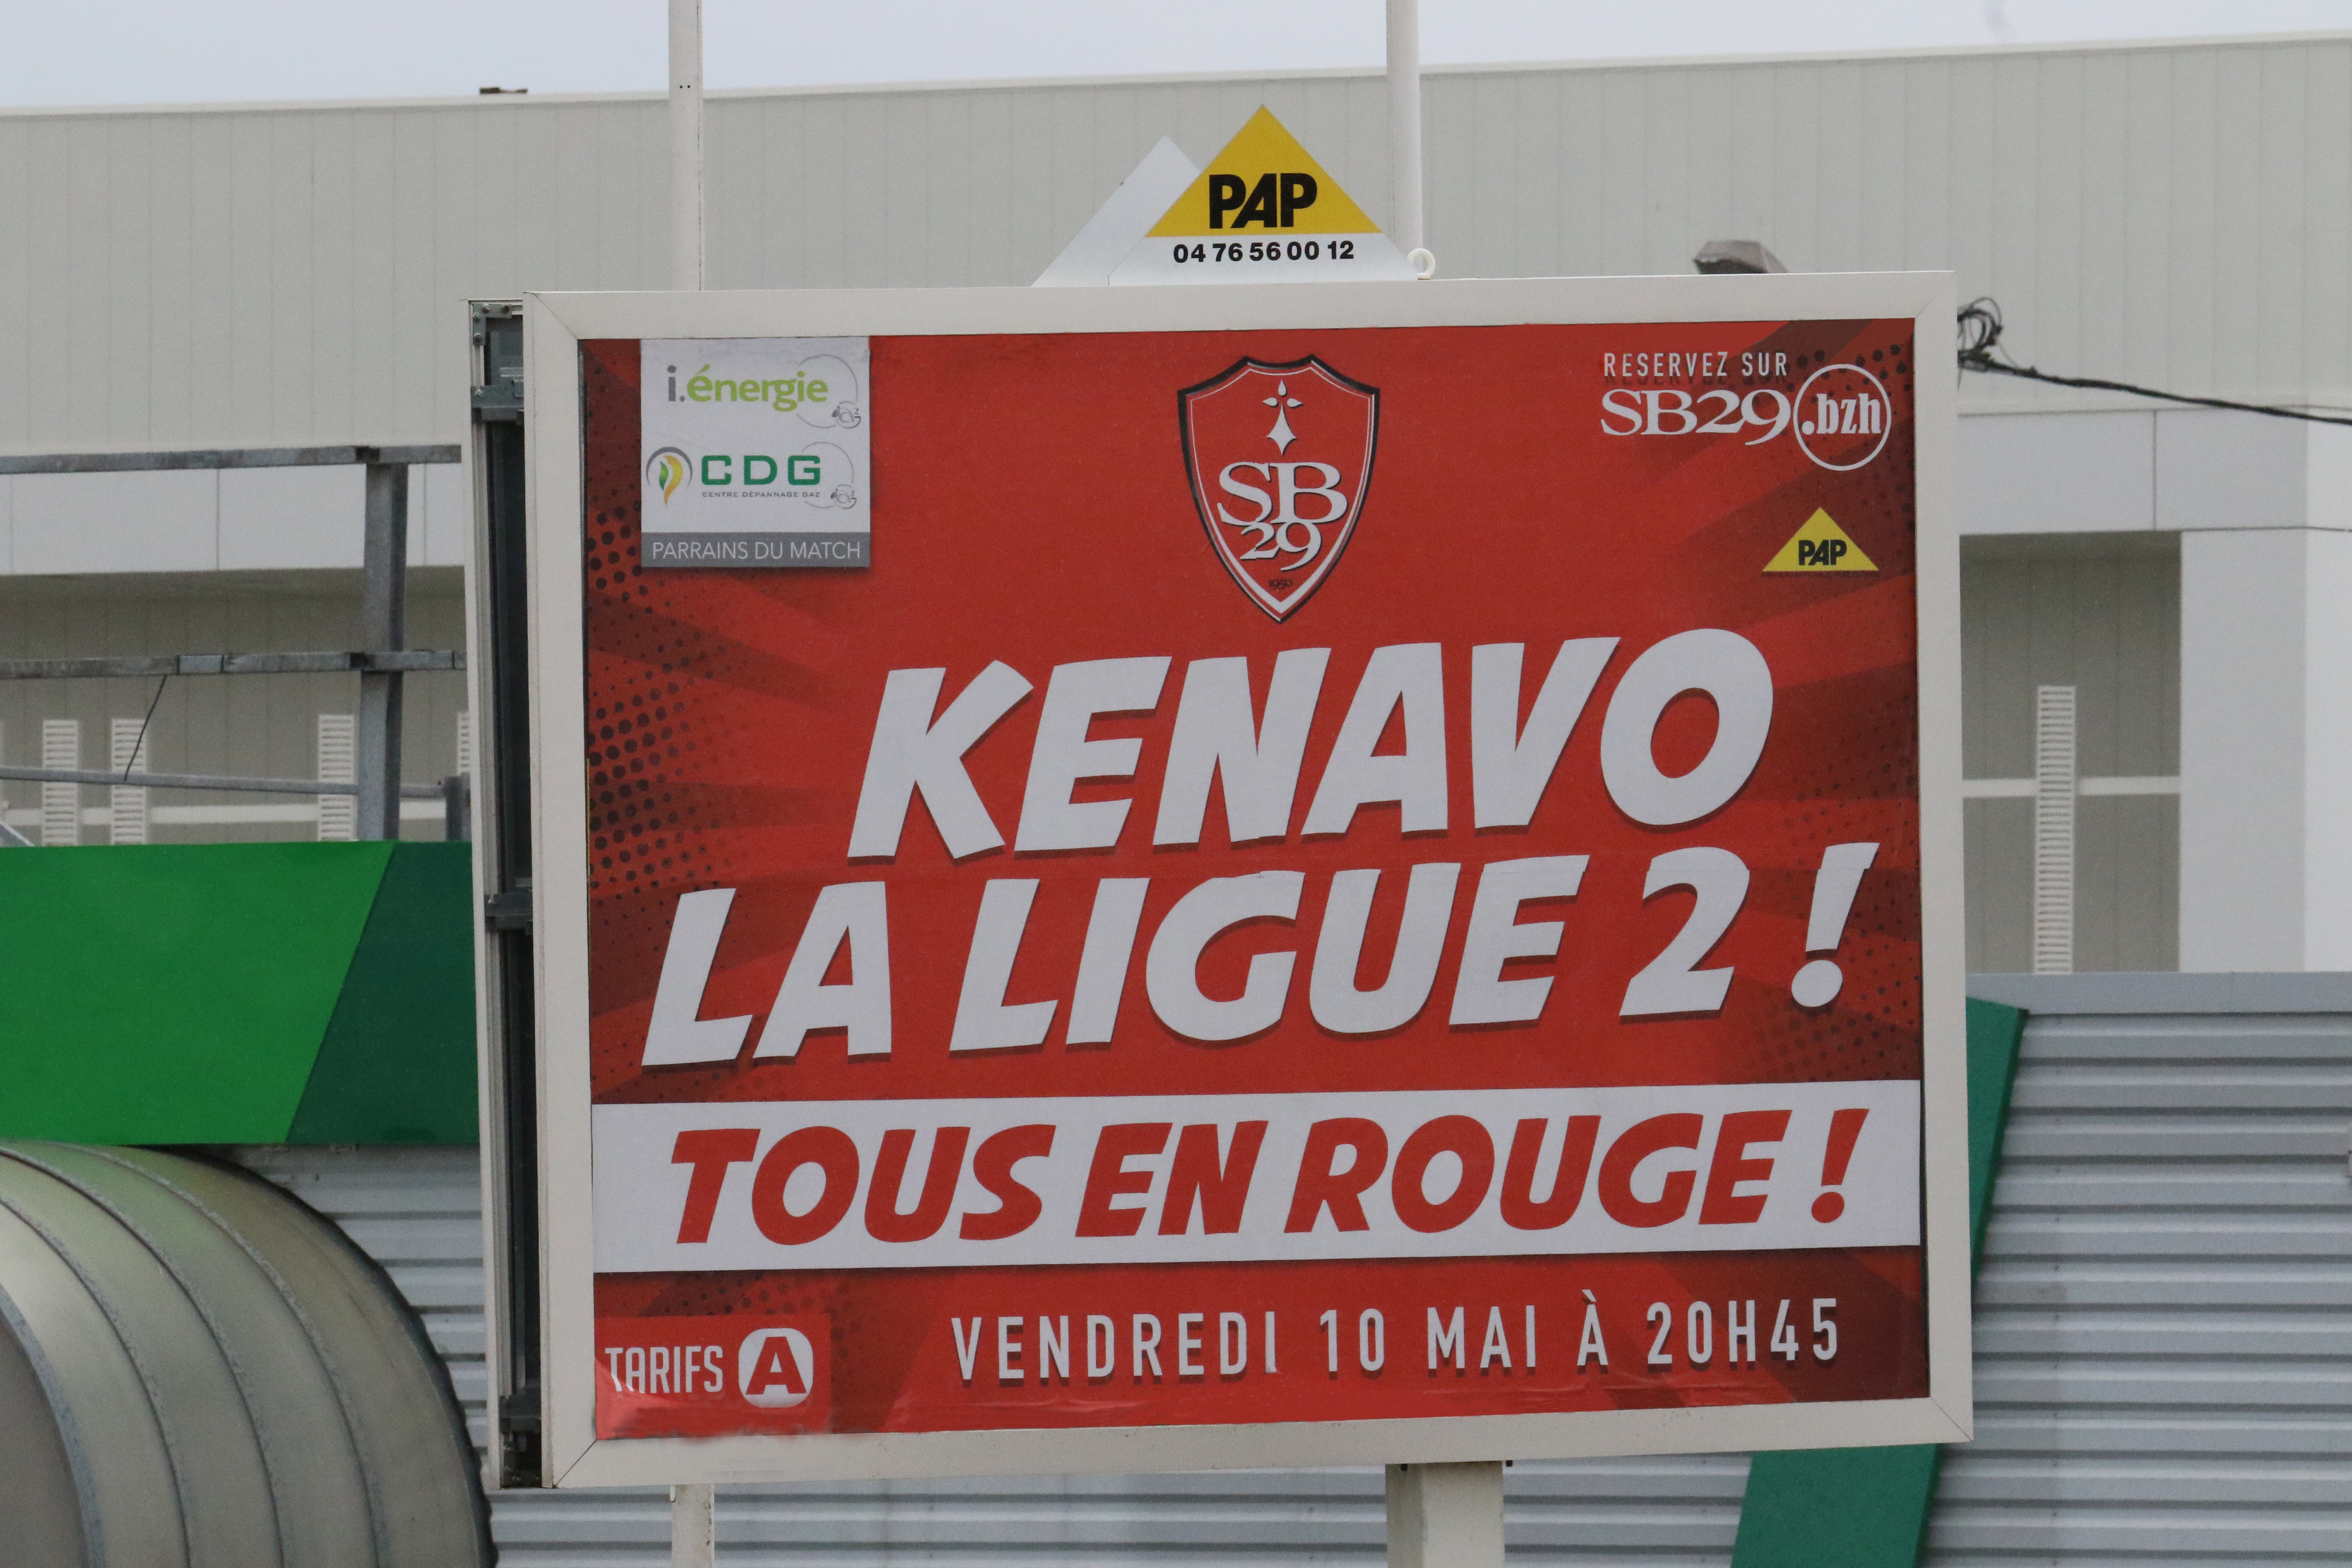 PAP
04 76 56 00 12
i.énergie
CDG
CENTRE DÉPANNAGE GAZ
PARRAINS DU MATCH
SB
29
1950
RESERVEZ SUR
SB29.bzh
PAP
KENAVO
LA LIGUE 2 !
TOUS EN ROUGE !
TARIFS A
VENDREDI 10 MAI À 20H45